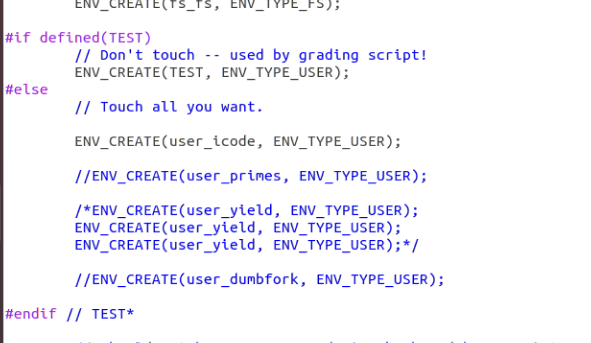 ENV_CREATE(fs_fs, ENV_TYPE_FS);
#if defined(TEST)
// Don't touch -- used by grading script!
ENV_CREATE(TEST, ENV_TYPE_USER);
#else
// Touch all you want.
ENV_CREATE(user_icode, ENV_TYPE_USER);
//ENV_CREATE(user_primes, ENV_TYPE_USER);
/*ENV_CREATE(user_yield, ENV_TYPE_USER);
ENV_CREATE(user_yield, ENV_TYPE_USER);
ENV_CREATE(user_yield, ENV_TYPE_USER);*/
//ENV_CREATE(user_dumbfork, ENV_TYPE_USER);
#endif // TEST*